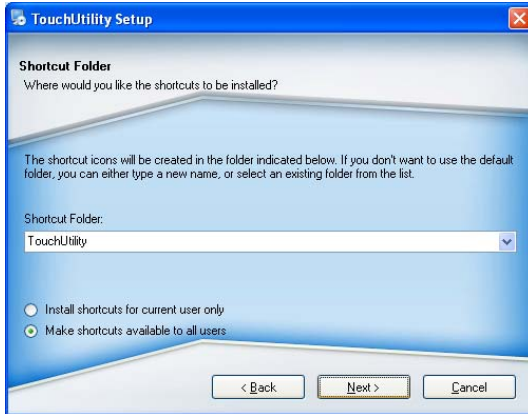 TouchUtility Setup
Shortcut Folder
Where would you like the shortcuts to be installed?
The shortcut icons will be created in the folder indicated below. If you don't want to use the default
folder, you can either type a new name, or select an existing folder from the list.
Shortcut Folder:
TouchUtility
Install shortcuts for current user only
Make shortcuts available to all users
< Back
Next >
Cancel